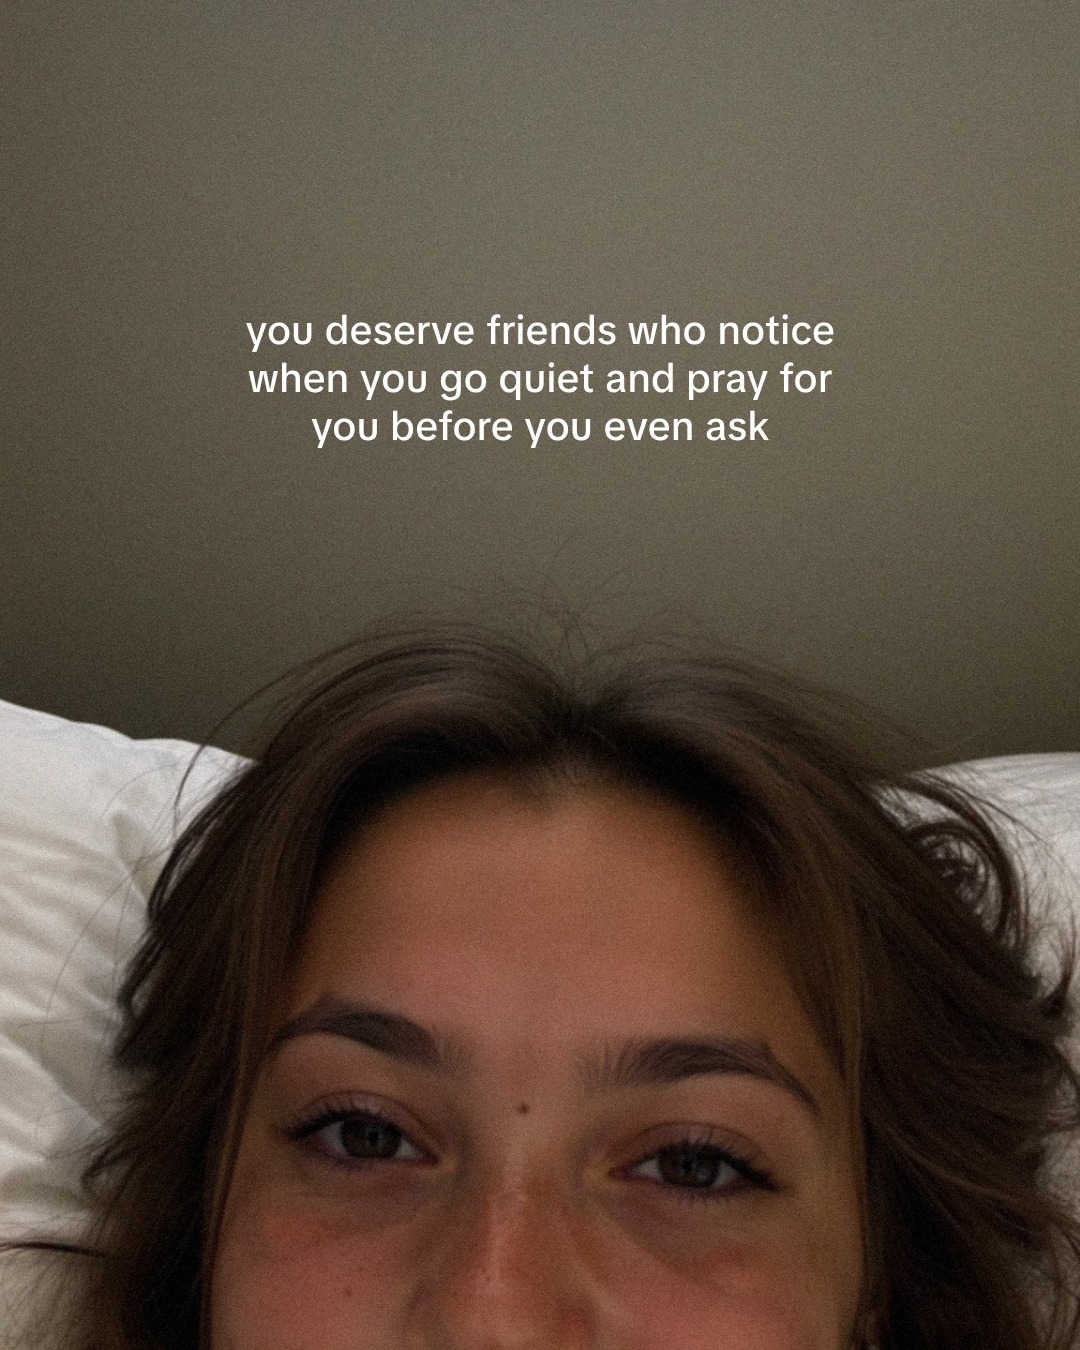 you deserve friends who notice
when you go quiet and pray for
you before you even ask